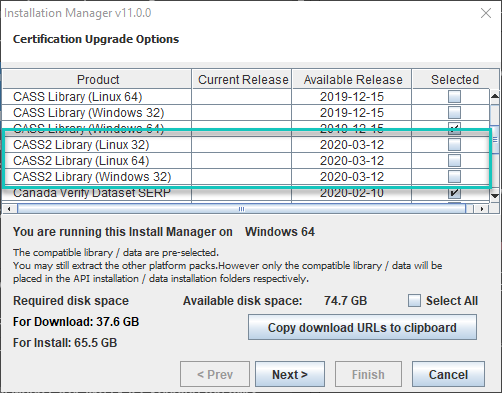 Installation Manager v11.0.0
Certification Upgrade Options
Product Current Release Available Release Selected
CASS Library (Linux 64) 2019-12-15
CASS Library (Windows 32) 2019-12-15
CASS Library (Windows 64) 2019-12-15
CASS2 Library (Linux 32) 2020-03-12
CASS2 Library (Linux 64) 2020-03-12
CASS2 Library (Windows 32) 2020-03-12
Canada Verify Dataset SERP 2020-02-10
You are running this Install Manager on Windows 64
The compatible library / data are pre-selected.
You may still extract the other platform packs.However only the compatible library / data will be
placed in the API installation / data installation folders respectively.
Required disk space Available disk space: 74.7 GB Select All
For Download: 37.6 GB
Copy download URLs to clipboard
For Install: 65.5 GB
< Prev Next > Finish Cancel